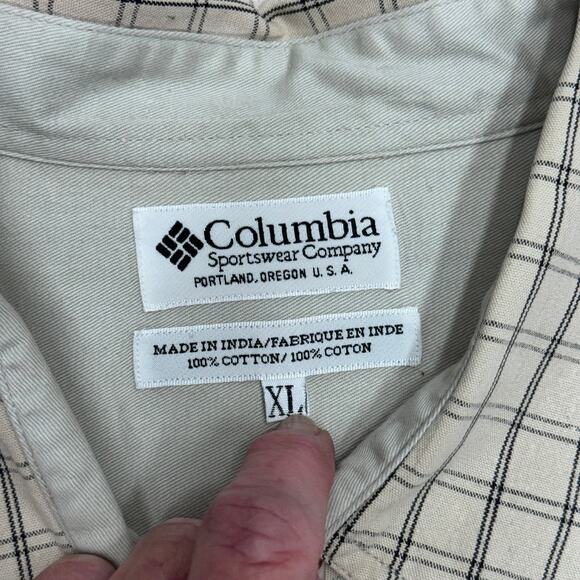 Columbia
Sportswear Company
PORTLAND, OREGON U. S. A.
MADE IN INDIA/FABRIQUE EN INDE
100% COTTON/ 100% COTON
XL